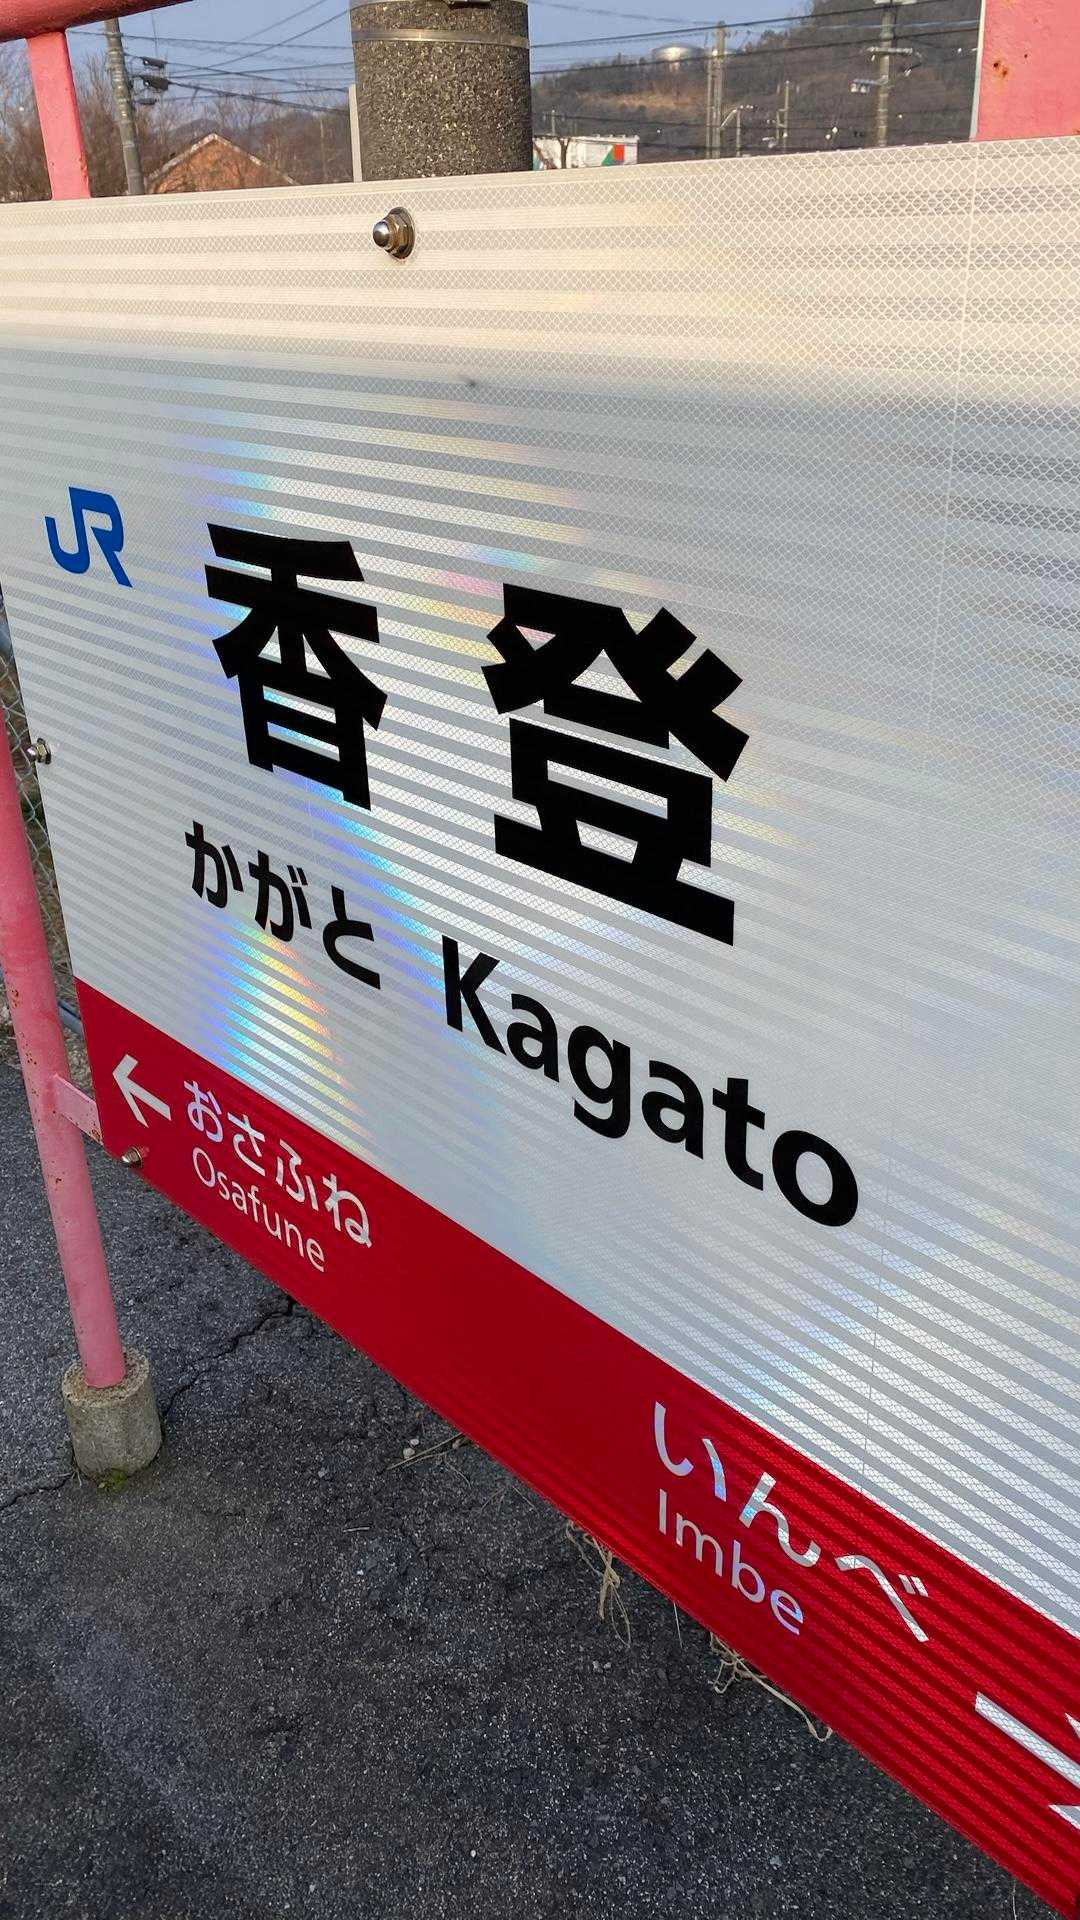 JR
香登
かがと Kagato
← おさふね
Osafune
いんべ →
Imbe